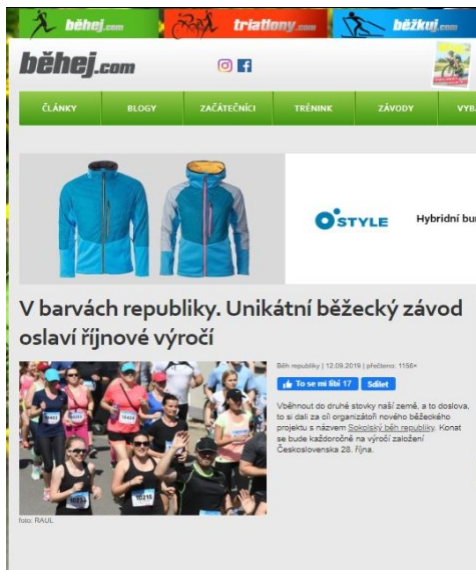 běhej.com
triatlony.com
běžkuj.com
běhej.com
ČLÁNKY BLOGY ZAČÁTEČNÍCI TRÉNINK ZÁVODY VYB
O'STYLE Hybridní bu
V barvách republiky. Unikátní běžecký závod
oslaví říjnové výročí
Běh republiky | 12.09.2019 | přečteno: 1156×
To se mi líbí 17 Sdílet
Vběhnout do druhé stovky naší země, a to doslova,
to si dali za cíl organizátoři nového běžeckého
projektu s názvem Sokolský běh republiky. Konat
se bude každoročně na výročí založení
Československa 28. října.
foto: RAUL